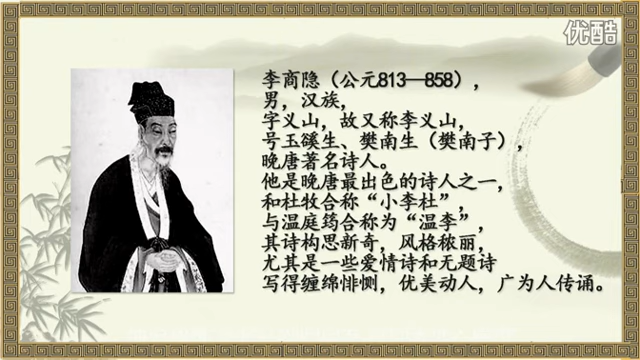 优酷
李商隐（公元813—858），
男，汉族，
字义山，故又称李义山，
号玉谿生、樊南生（樊南子），
晚唐著名诗人。
他是晚唐最出色的诗人之一，
和杜牧合称“小李杜”，
与温庭筠合称为“温李”，
其诗构思新奇，风格秾丽，
尤其是一些爱情诗和无题诗
写得缠绵悱恻，优美动人，广为人传诵。